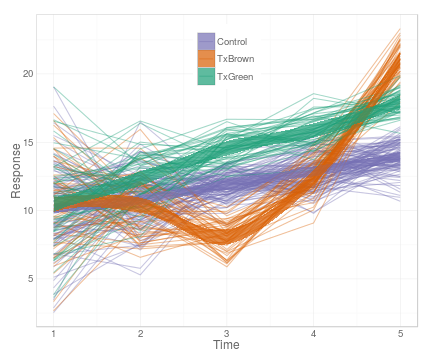 Control
TxBrown
TxGreen
20
15
10
5
Response
1 2 3 4 5
Time